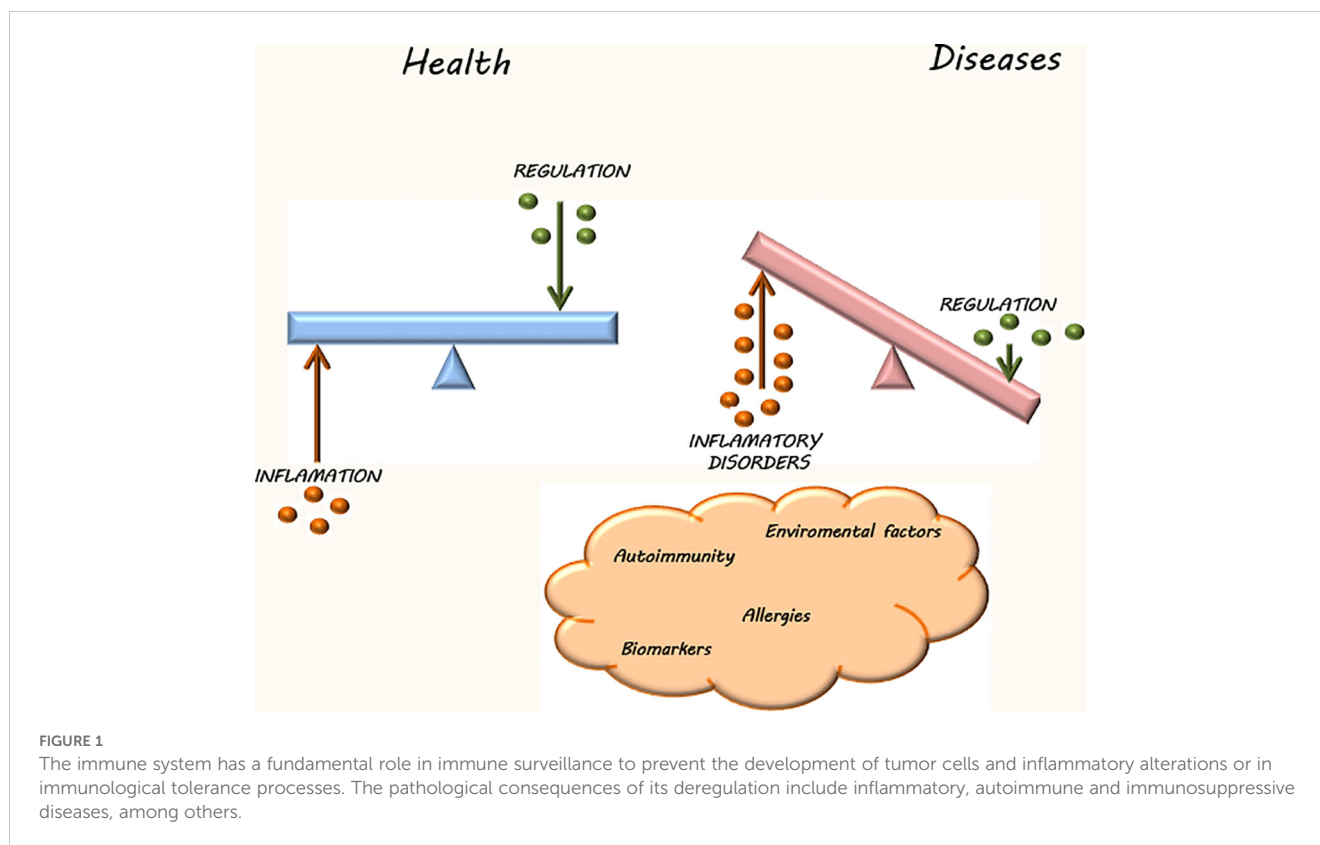 Health
Diseases
REGULATION
REGULATION
INFLAMATORY
DISORDERS
INFLAMATION
Enviromental factors
Autoimmunity
Allergies
Biomarkers
FIGURE 1
The immune system has a fundamental role in immune surveillance to prevent the development of tumor cells and inflammatory alterations or in
immunological tolerance processes. The pathological consequences of its deregulation include inflammatory, autoimmune and immunosuppressive
diseases, among others.